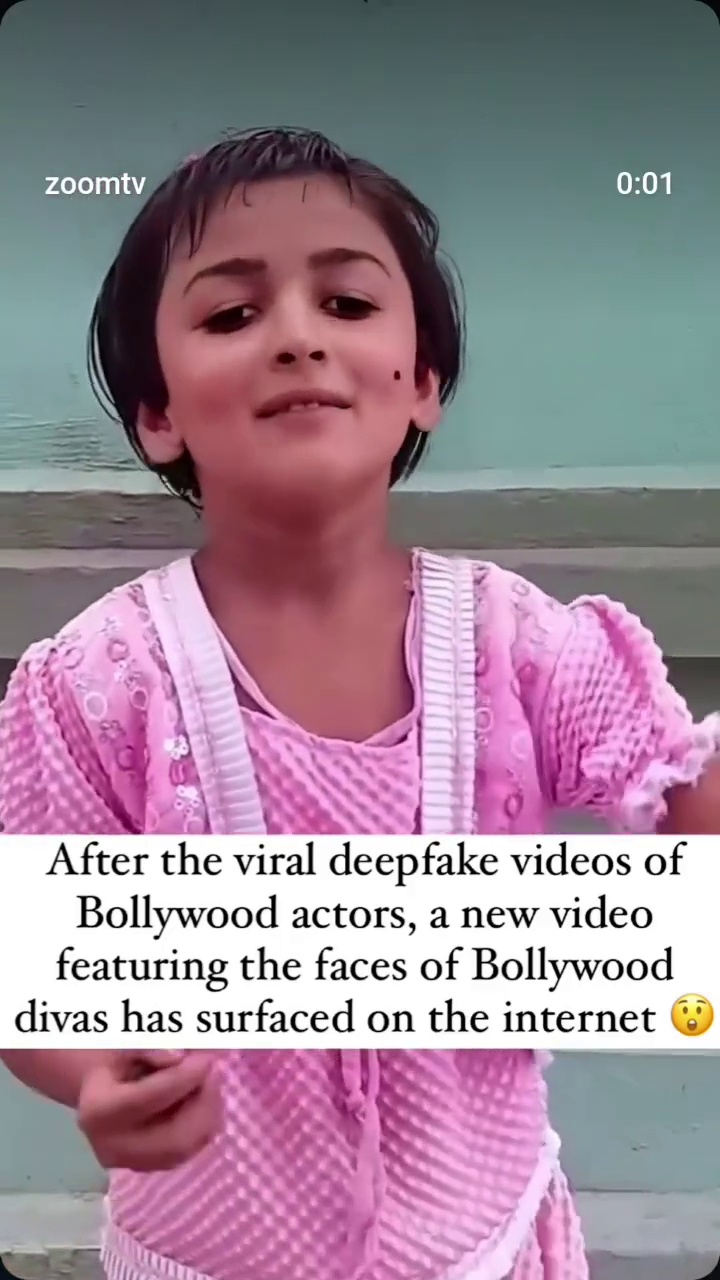 zoomtv 0:01
After the viral deepfake videos of
Bollywood actors, a new video
featuring the faces of Bollywood
divas has surfaced on the internet 😲